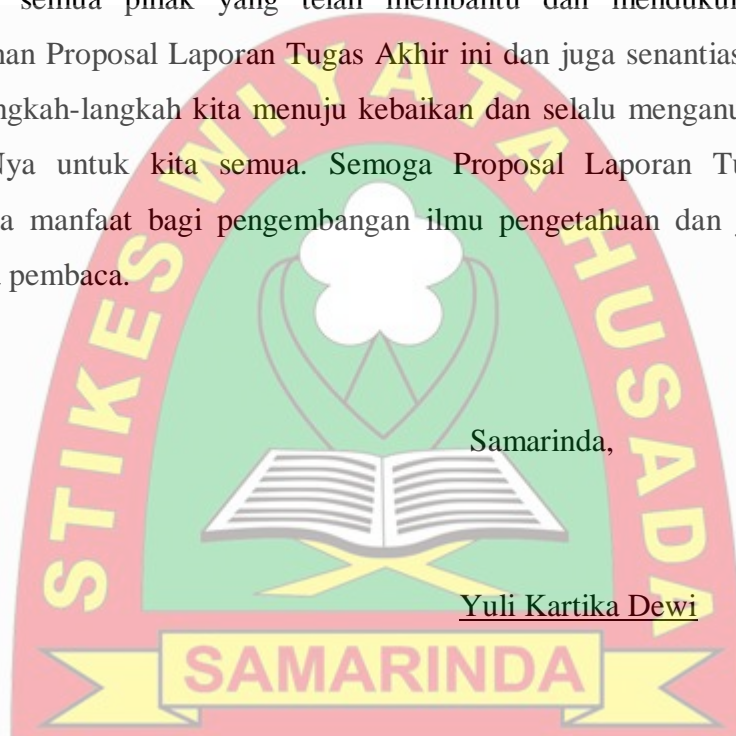 semua pihak yang telah membantu dan mendukun
nan Proposal Laporan Tugas Akhir ini dan juga senantias
ngkah-langkah kita menuju kebaikan dan selalu menganu
Nya untuk kita semua. Semoga Proposal Laporan Tu
a manfaat bagi pengembangan ilmu pengetahuan dan
pembaca.
STIKES WIYATA HUSADA
Samarinda,
Yuli Kartika Dewi
SAMARINDA